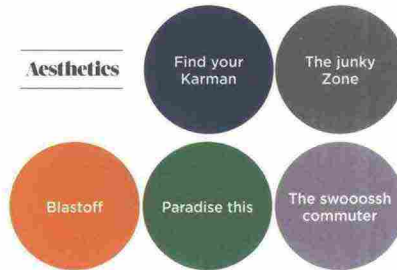 Aesthetics
Find your
Karman
The junky
Zone
Blastoff
Paradise this
The swooossh
commuter